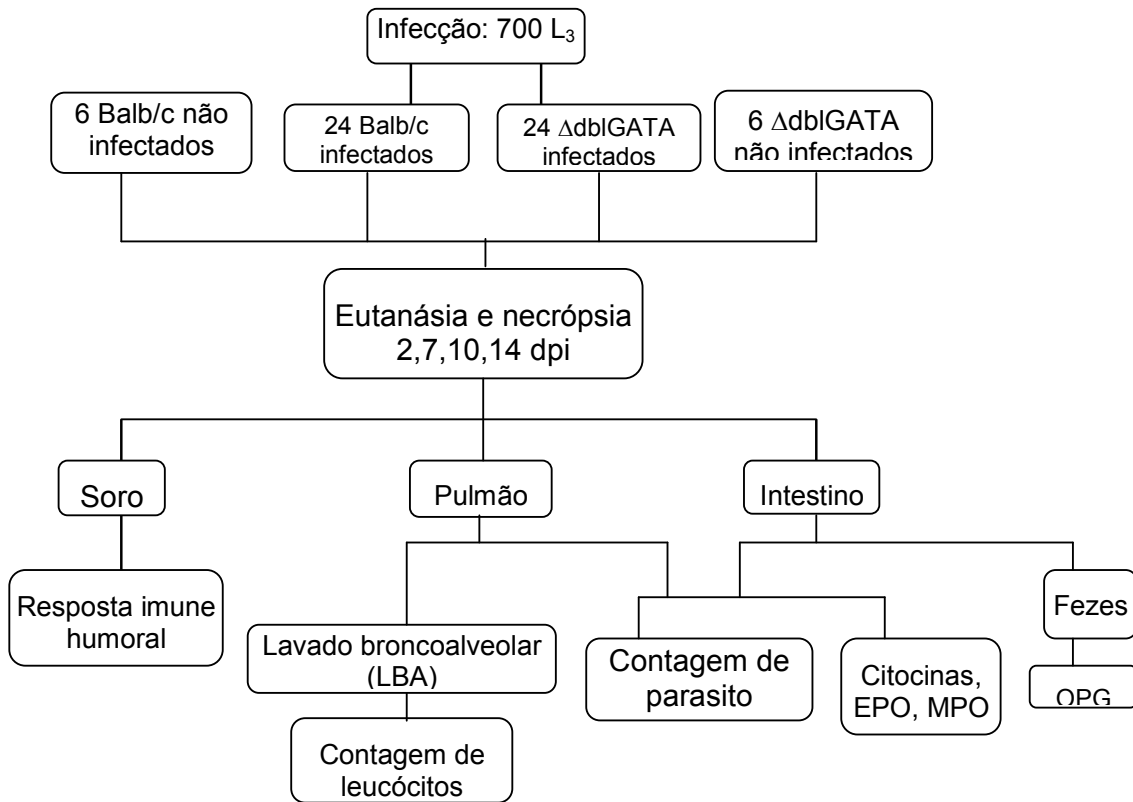 Infecção: 700 L₃
6 Balb/c não
infectados
24 Balb/c
infectados
24 ∆dblGATA
infectados
6 ∆dblGATA
não infectados
Eutanásia e necrópsia
2,7,10,14 dpi
Soro
Pulmão
Intestino
Resposta imune
humoral
Lavado broncoalveolar
(LBA)
Contagem de
parasito
Citocinas,
EPO, MPO
Fezes
OPG
Contagem de
leucócitos